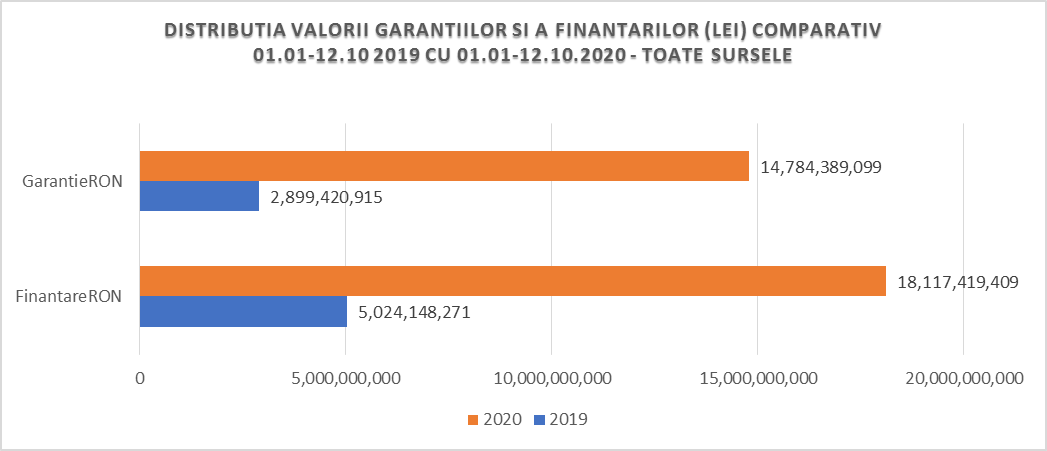 DISTRIBUTIA VALORII GARANTIILOR SI A FINANTARILOR (LEI) COMPARATIV
01.01-12.10 2019 CU 01.01-12.10.2020 - TOATE SURSELE
GarantieRON
14,784,389,099
2,899,420,915
FinantareRON
18,117,419,409
5,024,148,271
0 5,000,000,000 10,000,000,000 15,000,000,000 20,000,000,000
2020 2019